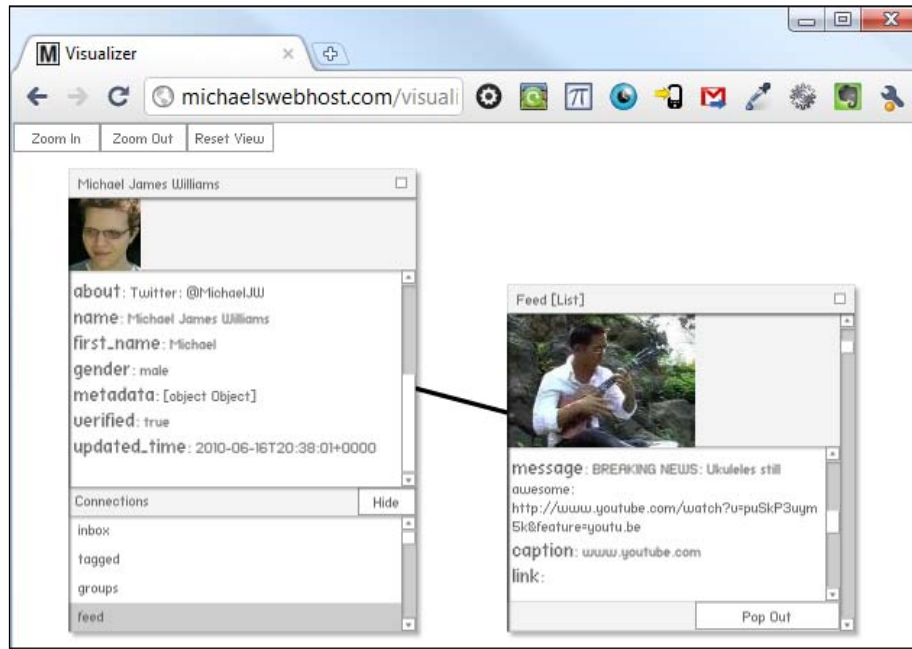 M Visualizer
michaelswebhost.com/visuali
Zoom In Zoom Out Reset View
Michael James Williams
about: Twitter: @MichaelJW
name: Michael James Williams
first_name: Michael
gender: male
metadata: [object Object]
verified: true
updated_time: 2010-06-16T20:38:01+0000
Connections Hide
inbox
tagged
groups
feed
Feed [List]
message: BREAKING NEWS: Ukuleles still
awesome:
http://www.youtube.com/watch?v=puSkP3uym
5k&feature=youtu.be
caption: www.youtube.com
link:
Pop Out